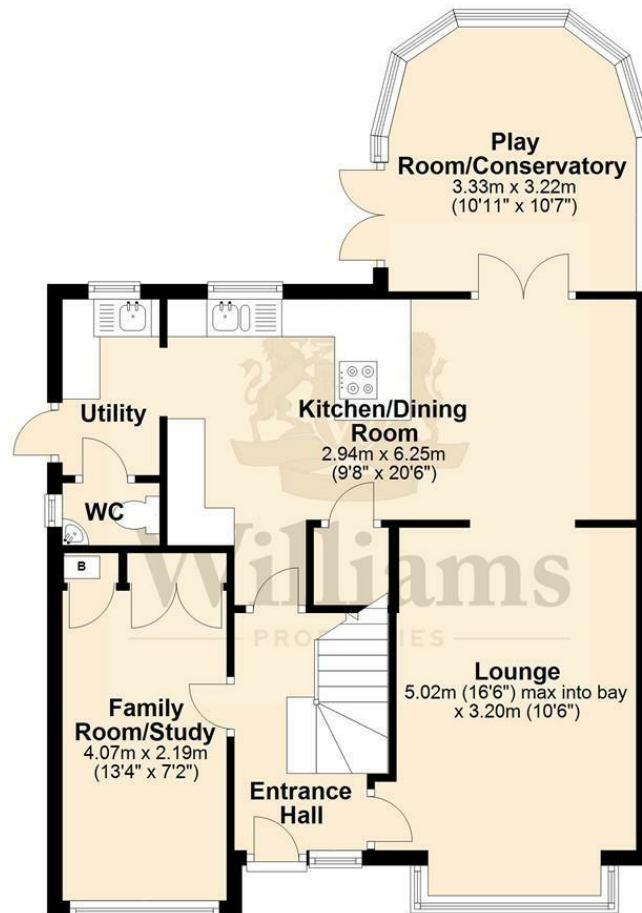 Play
Room/Conservatory
3.33m x 3.22m
(10'11" x 10'7")
Utility
Kitchen/Dining
Room
2.94m x 6.25m
(9'8" x 20'6")
WC
B
Williams
PROPERTIES
Family
Room/Study
4.07m x 2.19m
(13'4" x 7'2")
Entrance
Hall
Lounge
5.02m (16'6") max into bay
x 3.20m (10'6")